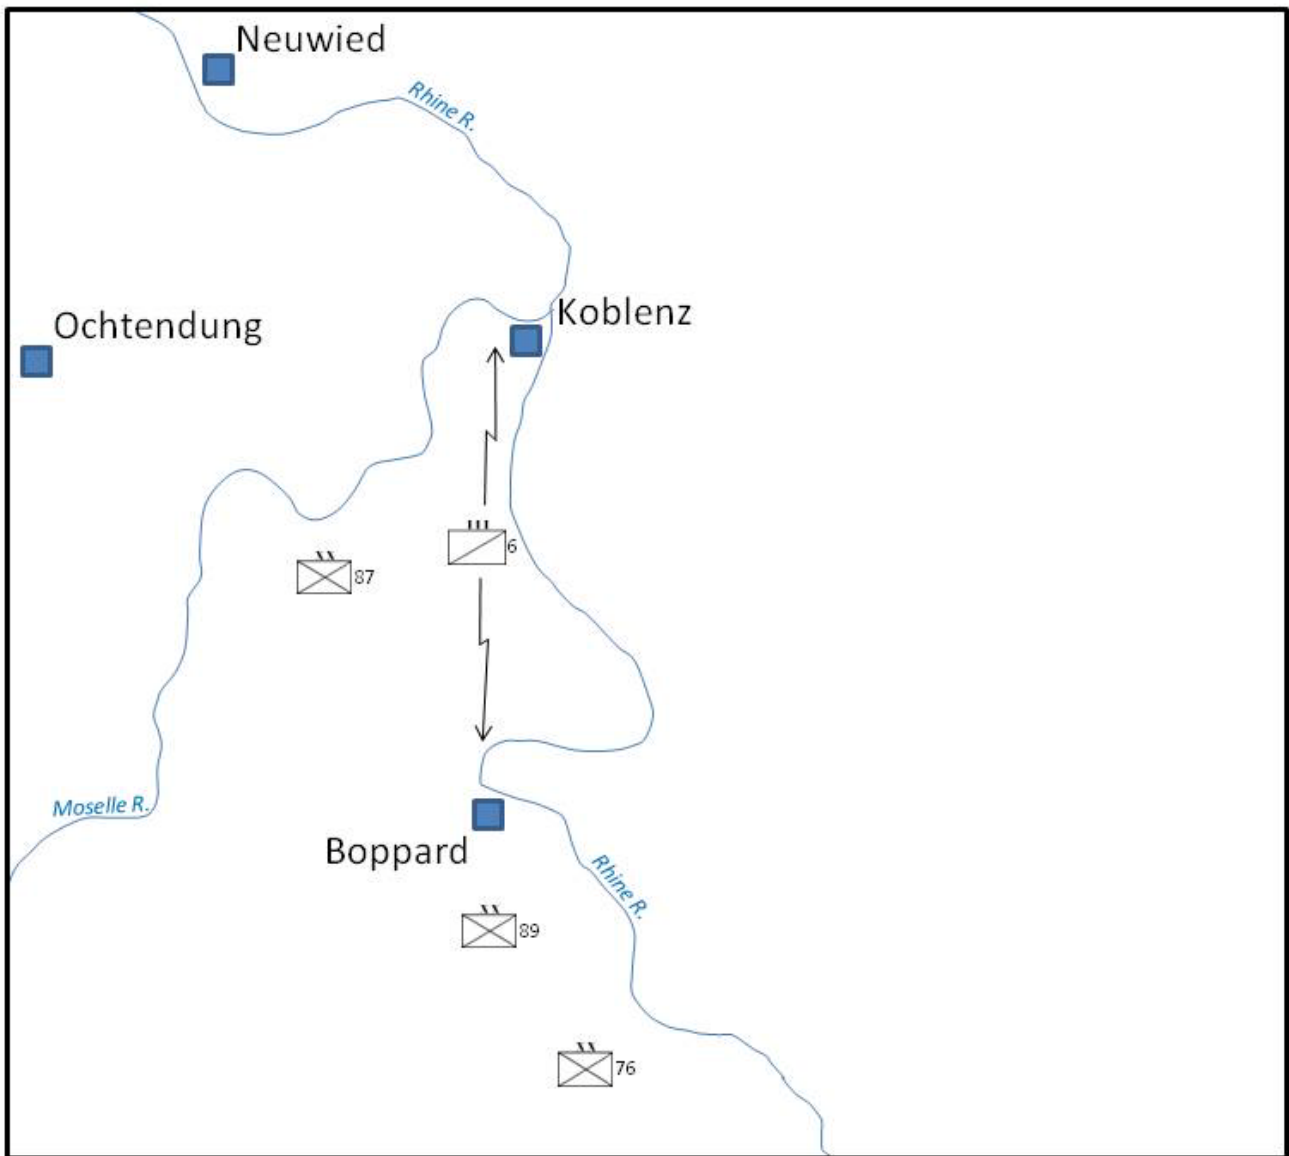 Neuwied
Rhine R.
Koblenz
Ochtendung
6
87
Moselle R.
Boppard
Rhine R.
89
76